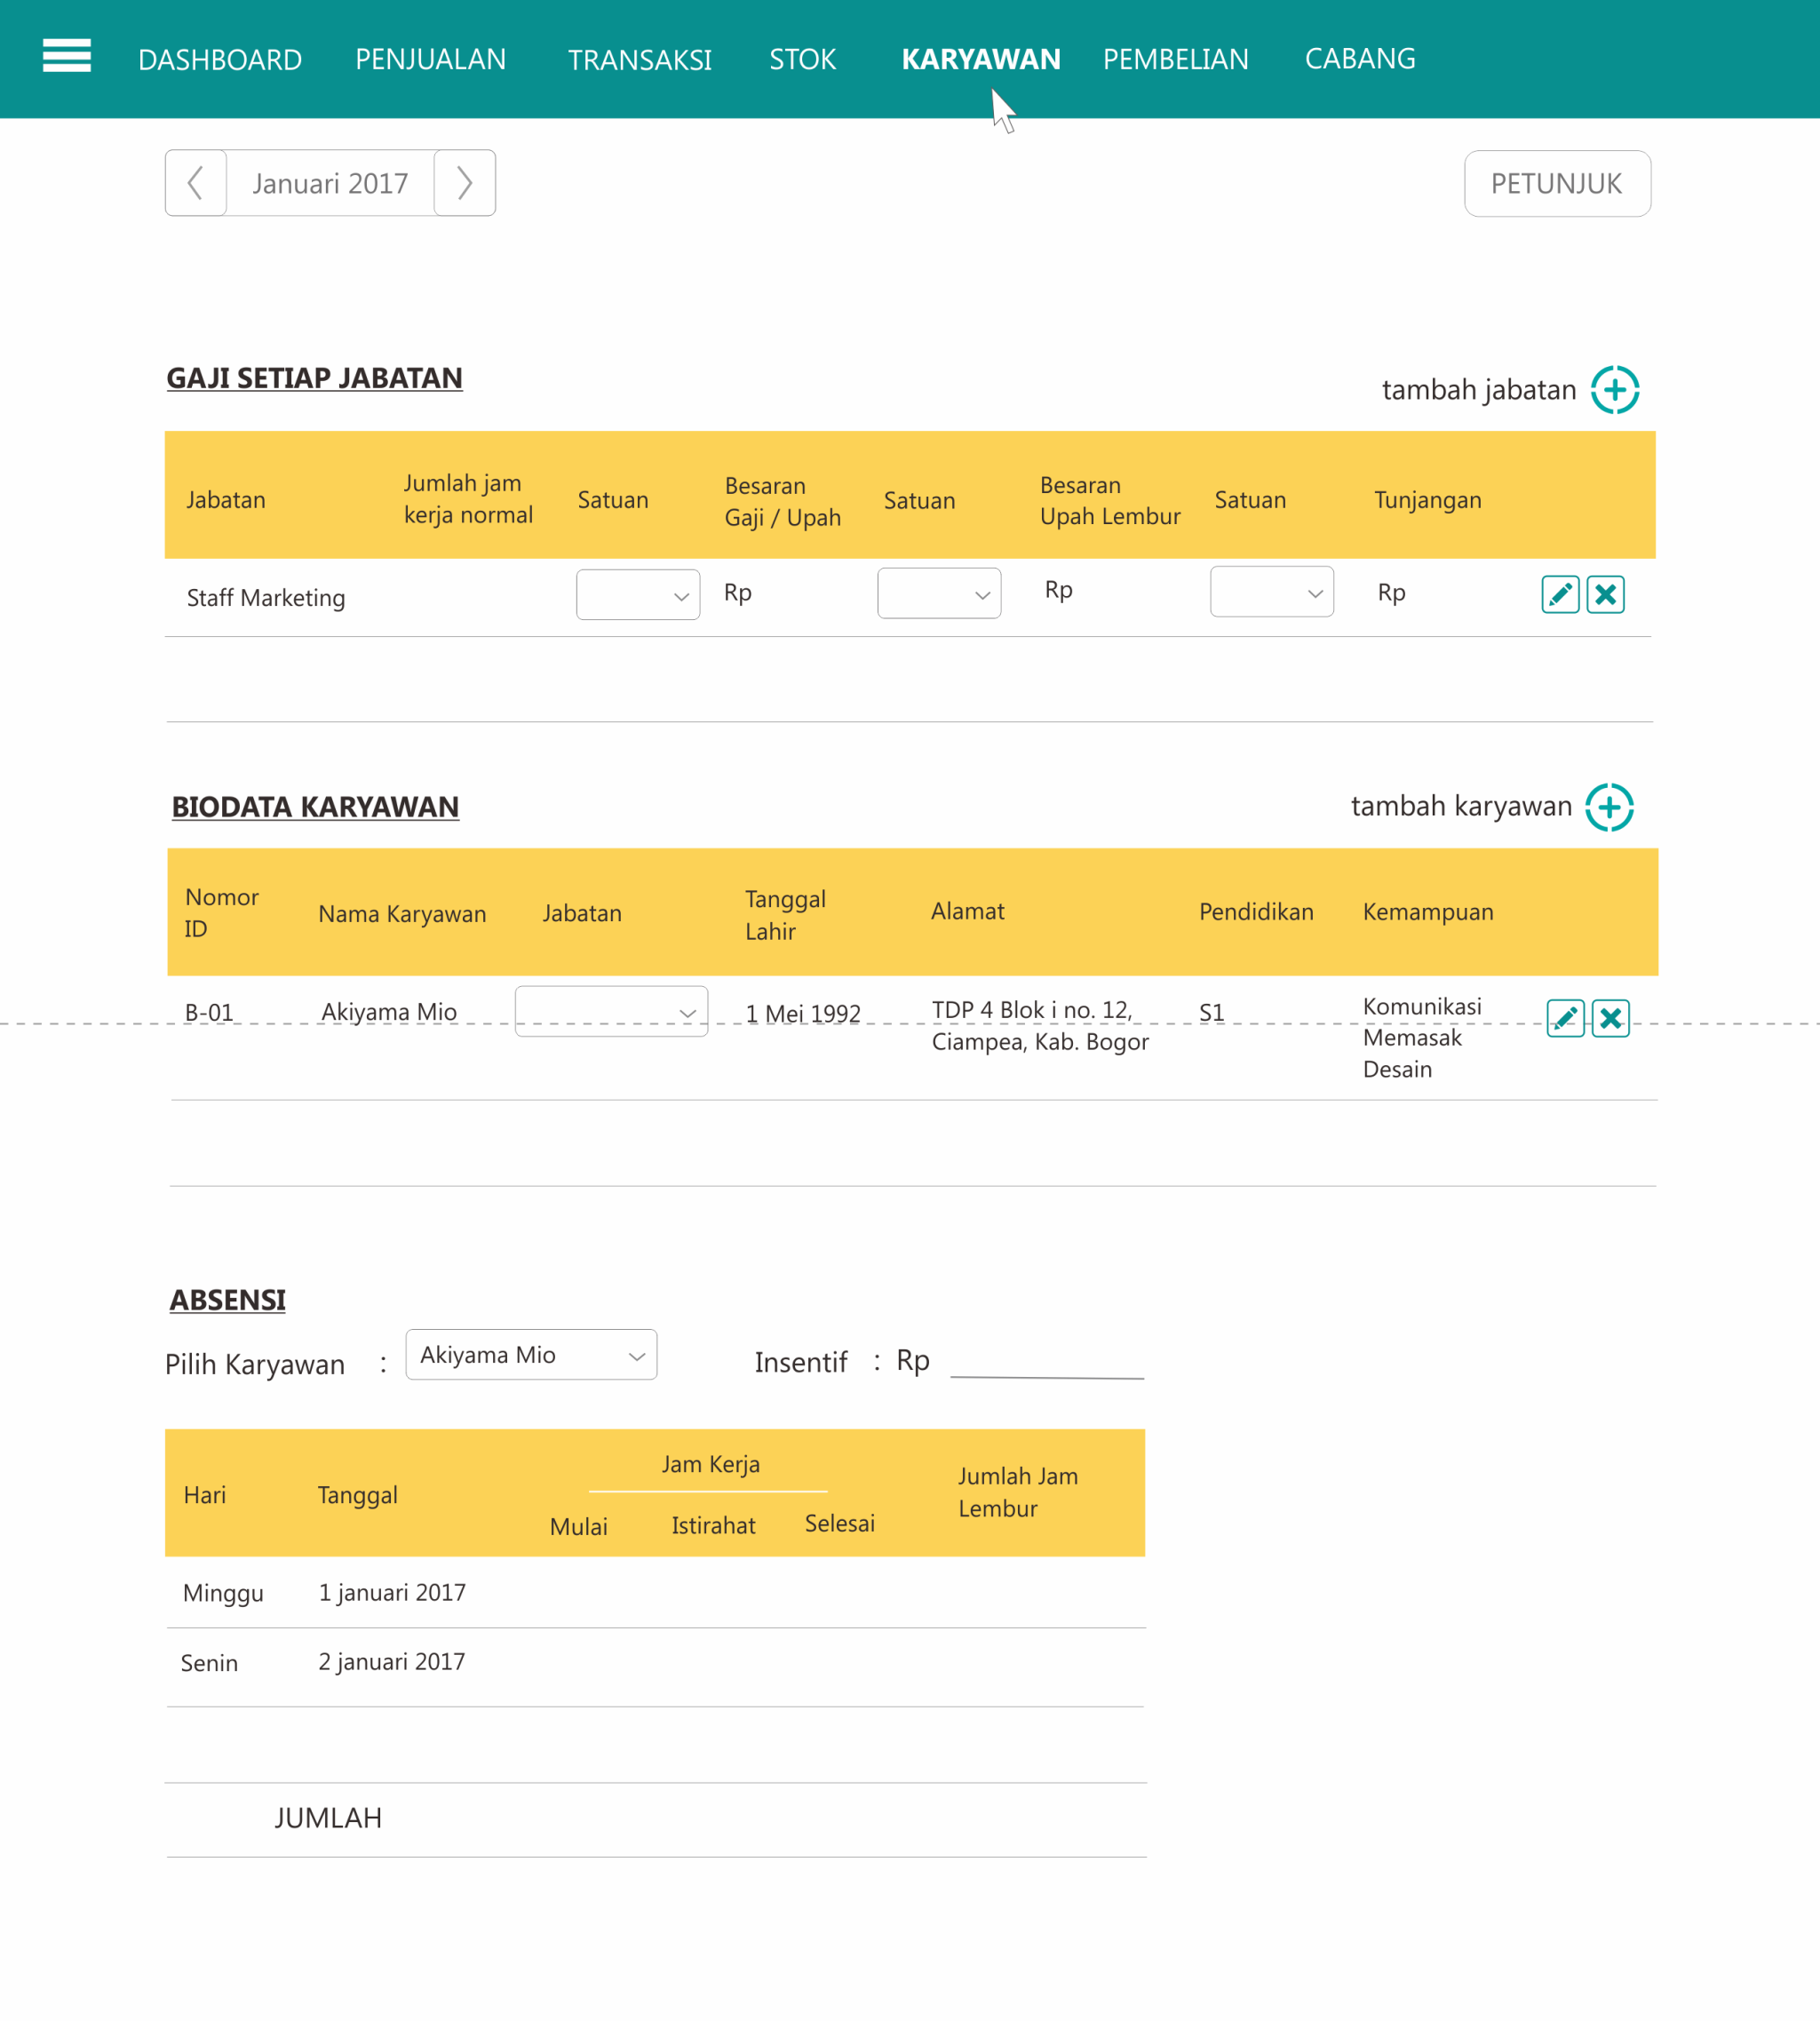 DASHBOARD PENJUALAN TRANSAKSI STOK KARYAWAN PEMBELIAN CABANG
Januari 2017 PETUNJUK
GAJI SETIAP JABATAN tambah jabatan
Jabatan Jumlah jam kerja normal Satuan Besaran Gaji / Upah Satuan Besaran Upah Lembur Satuan Tunjangan
Staff Marketing Rp Rp Rp
BIODATA KARYAWAN tambah karyawan
Nomor ID Nama Karyawan Jabatan Tanggal Lahir Alamat Pendidikan Kemampuan
B-01 Akiyama Mio 1 Mei 1992 TDP 4 Blok i no. 12, S1 Komunikasi
Ciampea, Kab. Bogor Memasak
Desain
ABSENSI
Pilih Karyawan : Akiyama Mio Insentif : Rp
Hari Tanggal Jam Kerja Jumlah Jam Lembur
Mulai Istirahat Selesai
Minggu 1 januari 2017
Senin 2 januari 2017
JUMLAH